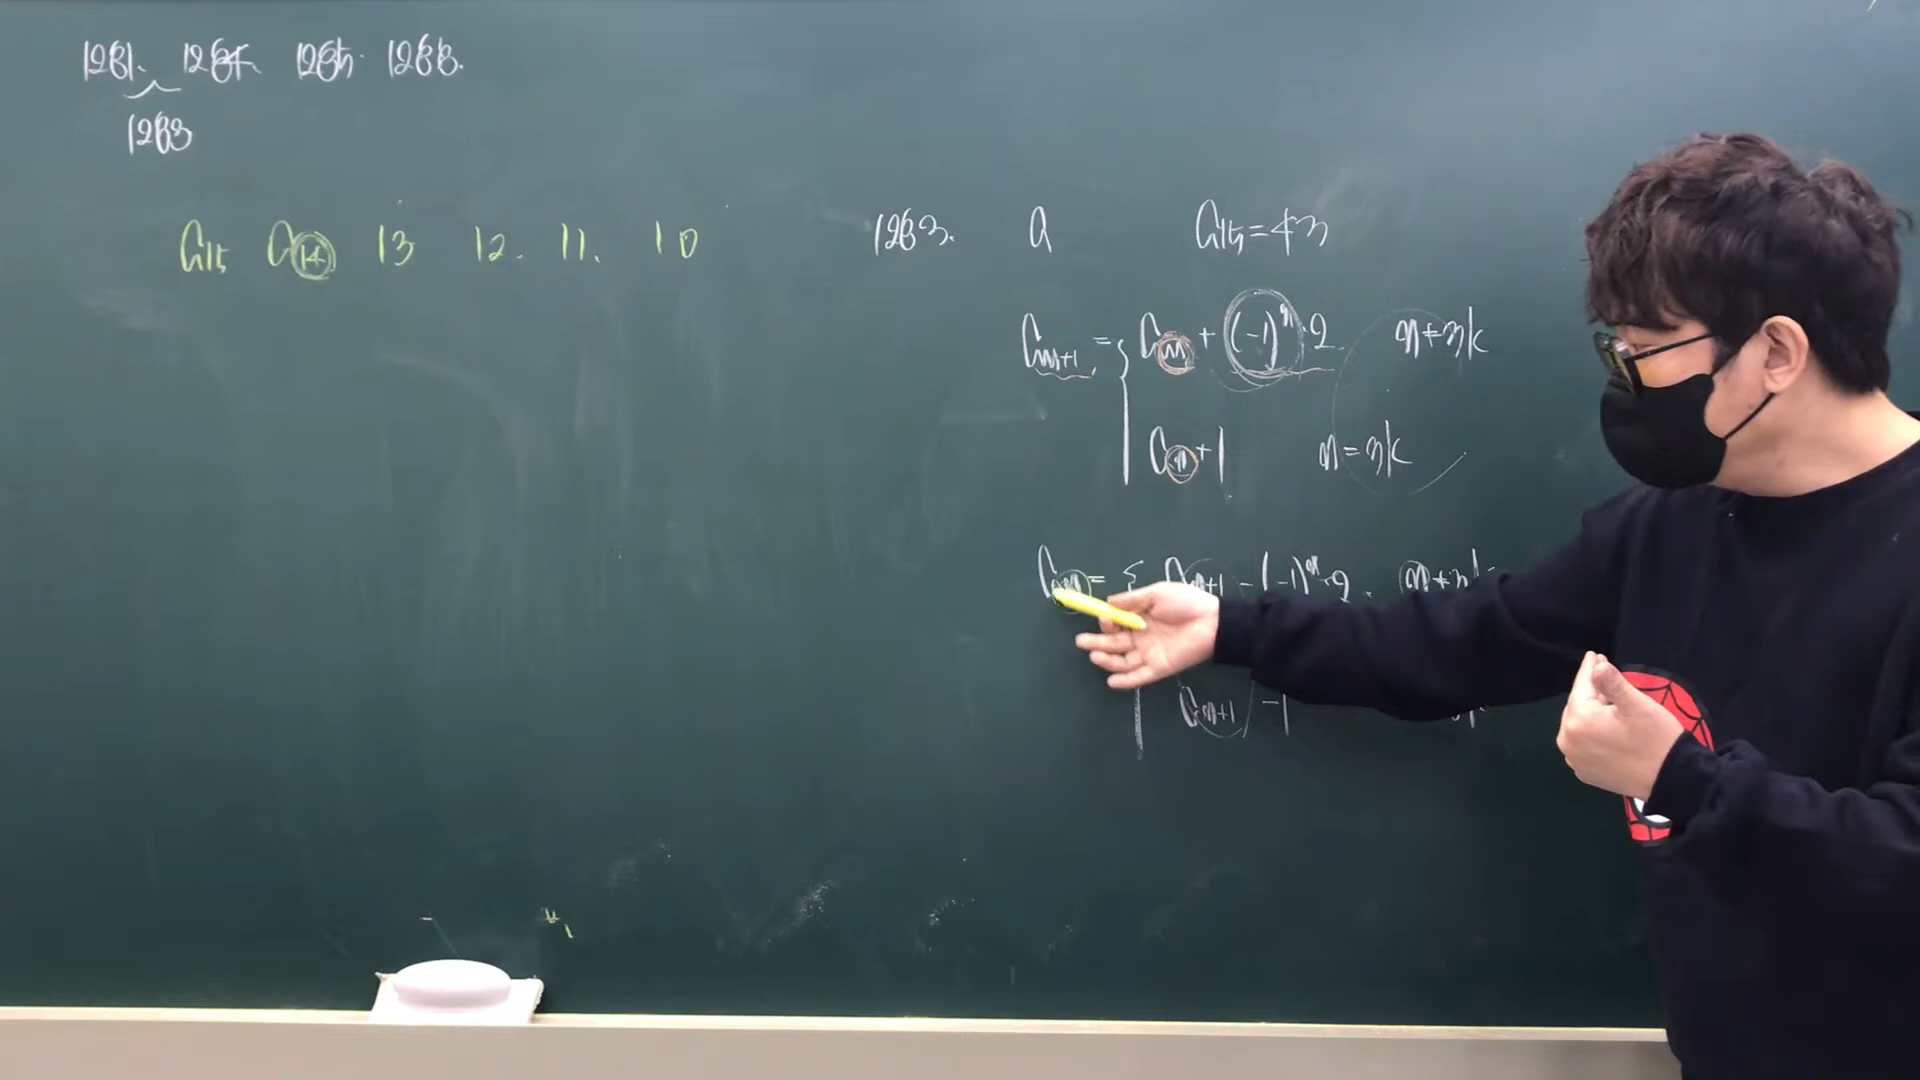 1281. 1284. 1285. 1288.
1283
a15 a14 13 12. 11. 10
1283. a a15=43
an+1 = { an + (-1)^n·2. n≠3k
an+1 n=3k
an = { an+1 - (-1)^n·2. n≠3k
an+1 -1